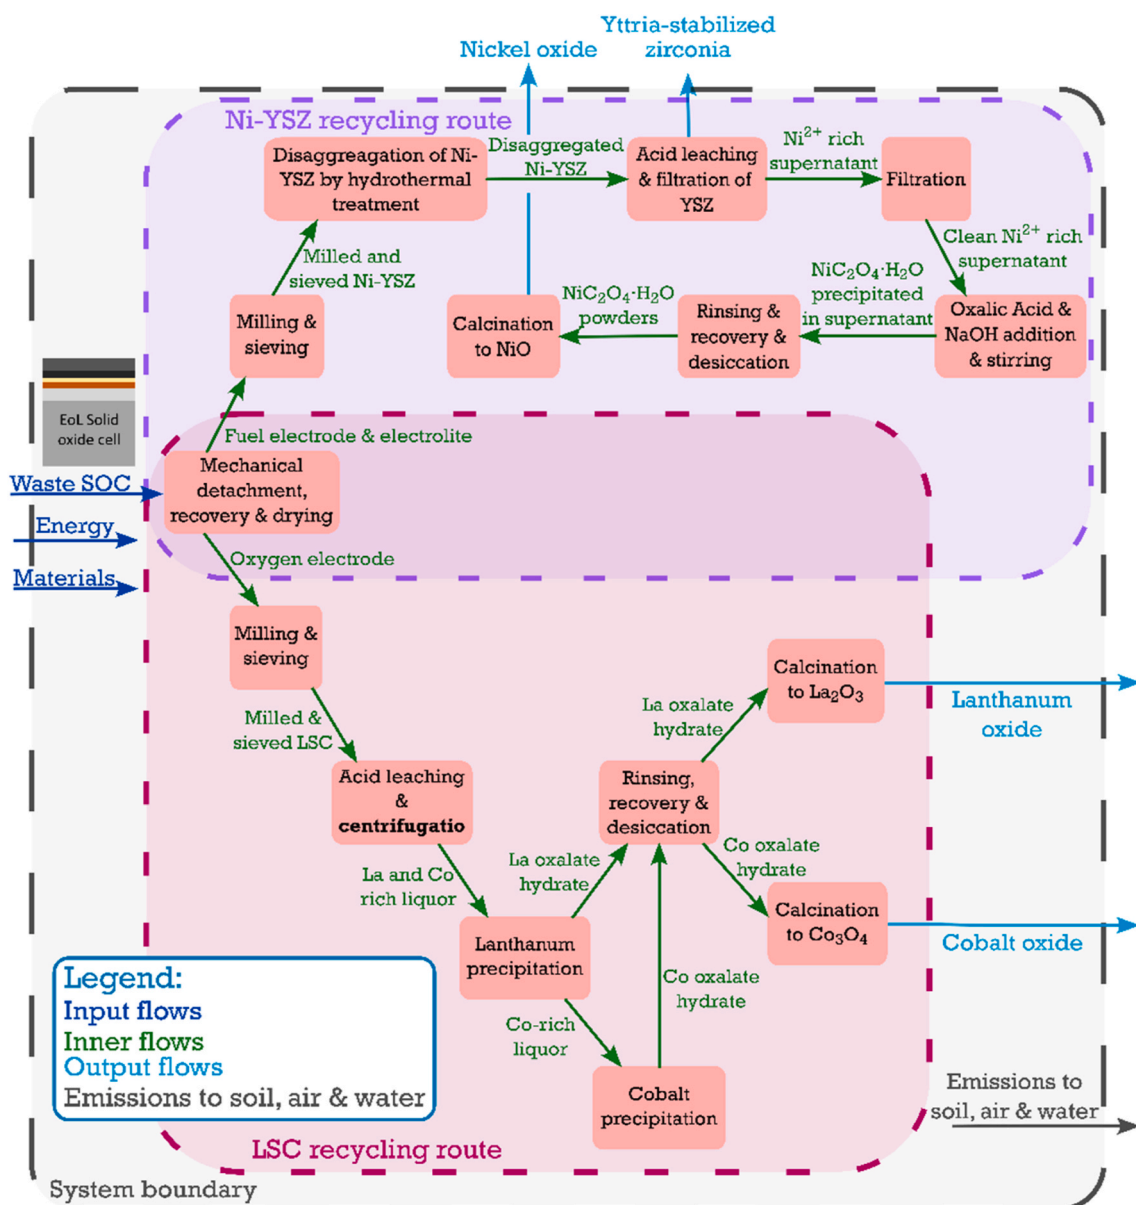 Yttria-stabilized
zirconia
Nickel oxide
Ni-YSZ recycling route
Disaggreagation of Ni-
YSZ by hydrothermal
treatment
Disaggregated
Ni-YSZ
Acid leaching
& filtration of
YSZ
Ni²⁺ rich
supernatant
Filtration
Clean Ni²⁺ rich
supernatant
Milled and
sieved Ni-YSZ
Milling &
sieving
Calcination
to NiO
NiC₂O₄·H₂O
powders
Rinsing &
recovery &
desiccation
NiC₂O₄·H₂O
precipitated
in supernatant
Oxalic Acid &
NaOH addition
& stirring
EoL Solid
oxide cell
Fuel electrode & electrolite
Waste SOC
Mechanical
detachment,
recovery & drying
Energy
Materials
Oxygen electrode
Milling &
sieving
Milled &
sieved LSC
Acid leaching
&
centrifugatio
La and Co
rich liquor
Lanthanum
precipitation
La oxalate
hydrate
Rinsing,
recovery &
desiccation
La oxalate
hydrate
Calcination
to La₂O₃
Lanthanum
oxide
Co oxalate
hydrate
Calcination
to Co₃O₄
Cobalt oxide
Co oxalate
hydrate
Co-rich
liquor
Cobalt
precipitation
Legend:
Input flows
Inner flows
Output flows
Emissions to soil, air & water
Emissions to
soil, air & water
LSC recycling route
System boundary